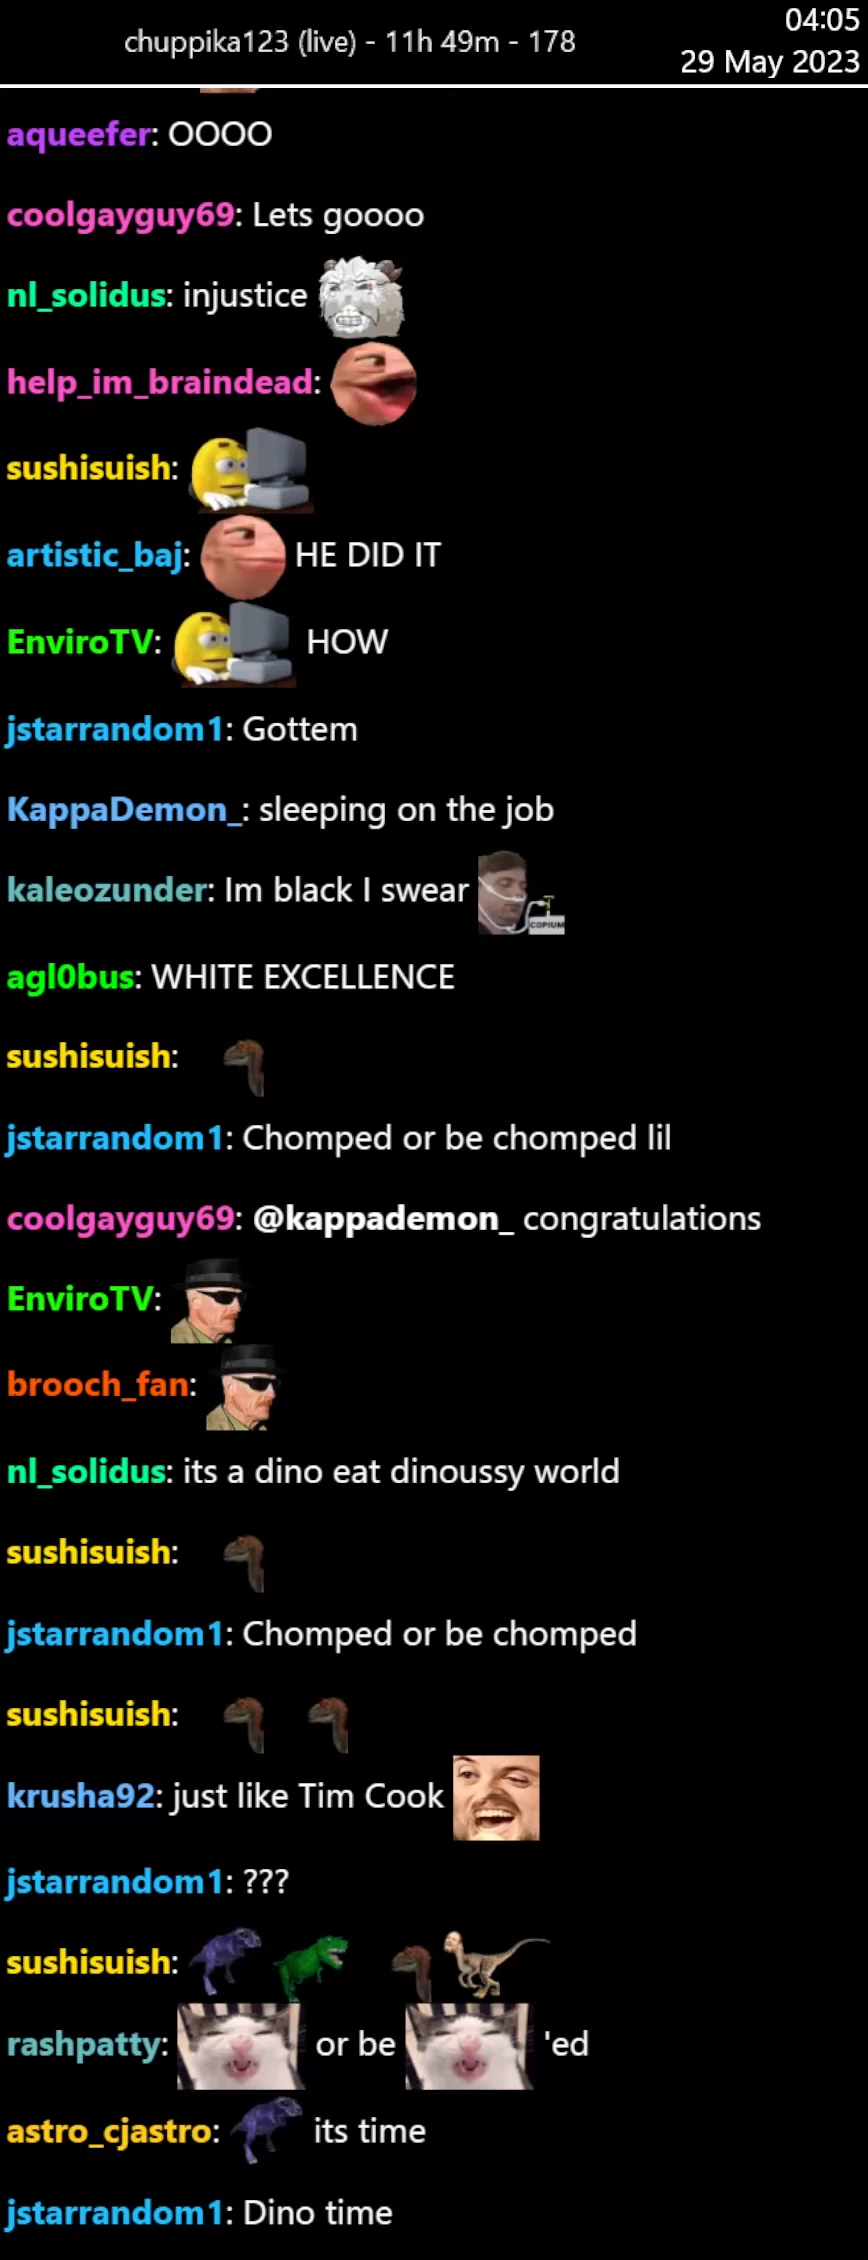 04:05
chuppika123 (live) - 11h 49m - 178
29 May 2023
aqueefer: OOOO
coolgayguy69: Lets goooo
nl_solidus: injustice
help_im_braindead:
sushisuish:
artistic_baj: HE DID IT
EnviroTV: HOW
jstarrandom1: Gottem
KappaDemon_: sleeping on the job
kaleozunder: Im black I swear COPIUM
agl0bus: WHITE EXCELLENCE
sushisuish:
jstarrandom1: Chomped or be chomped lil
coolgayguy69: @kappademon_ congratulations
EnviroTV:
brooch_fan:
nl_solidus: its a dino eat dinoussy world
sushisuish:
jstarrandom1: Chomped or be chomped
sushisuish:
krusha92: just like Tim Cook
jstarrandom1: ???
sushisuish:
rashpatty: or be 'ed
astro_cjastro: its time
jstarrandom1: Dino time